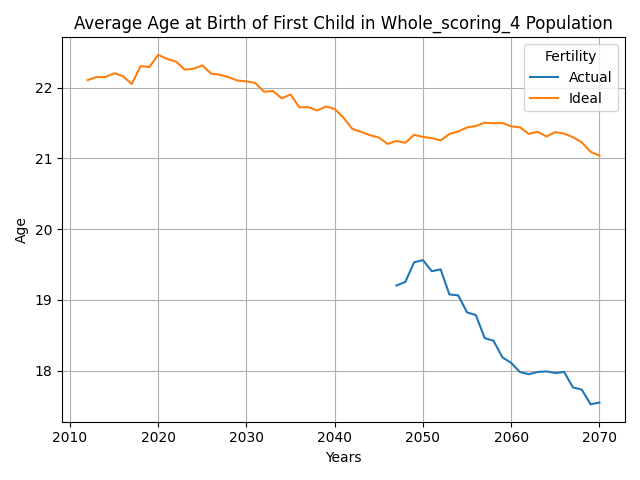 Average Age at Birth of First Child in Whole_scoring_4 Population
Fertility
Actual
Ideal
Age
22
21
20
19
18
2010
2020
2030
2040
2050
2060
2070
Years